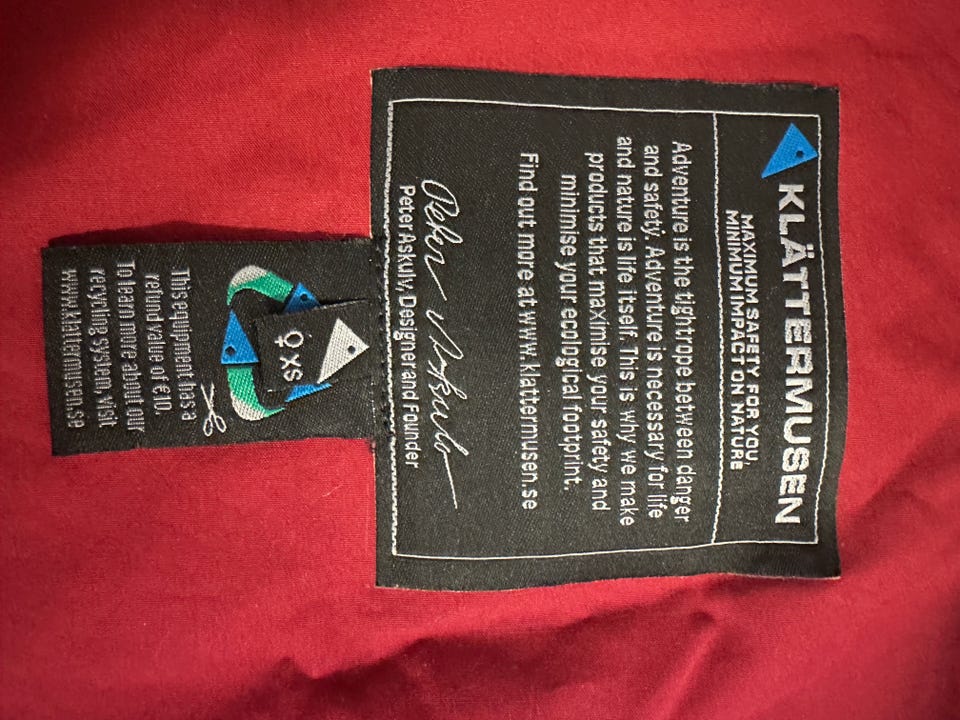 KLÄTTERMUSEN
MAXIMUM SAFETY FOR YOU,
MINIMUM IMPACT ON NATURE
Adventure is the tightrope between danger
and safety. Adventure is necessary for life
and nature is life itself. This is why we make
products that maximise your safety and
minimise your ecological footprint.
Find out more at www.klattermusen.se
Peter Askulv
Peter Askulv, Designer and Founder
♀ XS
This equipment has a
refund value of €10.
To learn more about our
recycling system, visit
www.klattermusen.se